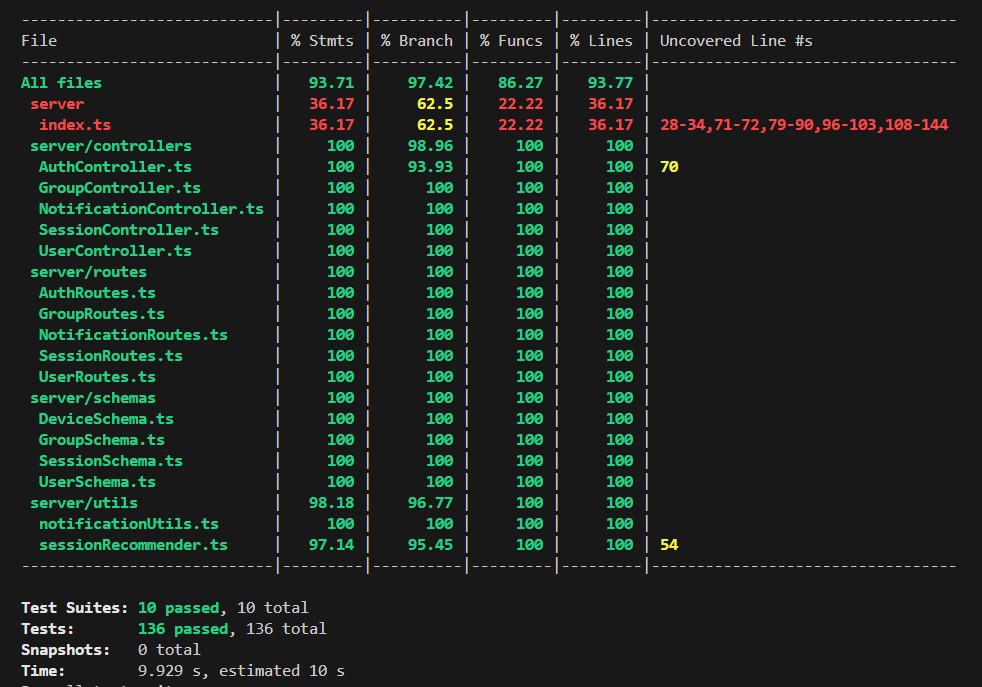 ---------------------------|---------|----------|---------|---------|----------------------------------
File                       | % Stmts | % Branch | % Funcs | % Lines | Uncovered Line #s
---------------------------|---------|----------|---------|---------|----------------------------------
All files                  |   93.71 |    97.42 |   86.27 |   93.77 |
 server                    |   36.17 |     62.5 |   22.22 |   36.17 |
  index.ts                 |   36.17 |     62.5 |   22.22 |   36.17 | 28-34,71-72,79-90,96-103,108-144
 server/controllers        |     100 |    98.96 |     100 |     100 |
  AuthController.ts        |     100 |    93.93 |     100 |     100 | 70
  GroupController.ts       |     100 |      100 |     100 |     100 |
  NotificationController.ts |     100 |      100 |     100 |     100 |
  SessionController.ts     |     100 |      100 |     100 |     100 |
  UserController.ts        |     100 |      100 |     100 |     100 |
 server/routes             |     100 |      100 |     100 |     100 |
  AuthRoutes.ts            |     100 |      100 |     100 |     100 |
  GroupRoutes.ts           |     100 |      100 |     100 |     100 |
  NotificationRoutes.ts    |     100 |      100 |     100 |     100 |
  SessionRoutes.ts         |     100 |      100 |     100 |     100 |
  UserRoutes.ts            |     100 |      100 |     100 |     100 |
 server/schemas            |     100 |      100 |     100 |     100 |
  DeviceSchema.ts          |     100 |      100 |     100 |     100 |
  GroupSchema.ts           |     100 |      100 |     100 |     100 |
  SessionSchema.ts         |     100 |      100 |     100 |     100 |
  UserSchema.ts            |     100 |      100 |     100 |     100 |
 server/utils              |   98.18 |    96.77 |     100 |     100 |
  notificationUtils.ts     |     100 |      100 |     100 |     100 |
  sessionRecommender.ts    |   97.14 |    95.45 |     100 |     100 | 54
---------------------------|---------|----------|---------|---------|----------------------------------
Test Suites: 10 passed, 10 total
Tests:       136 passed, 136 total
Snapshots:   0 total
Time:        9.929 s, estimated 10 s